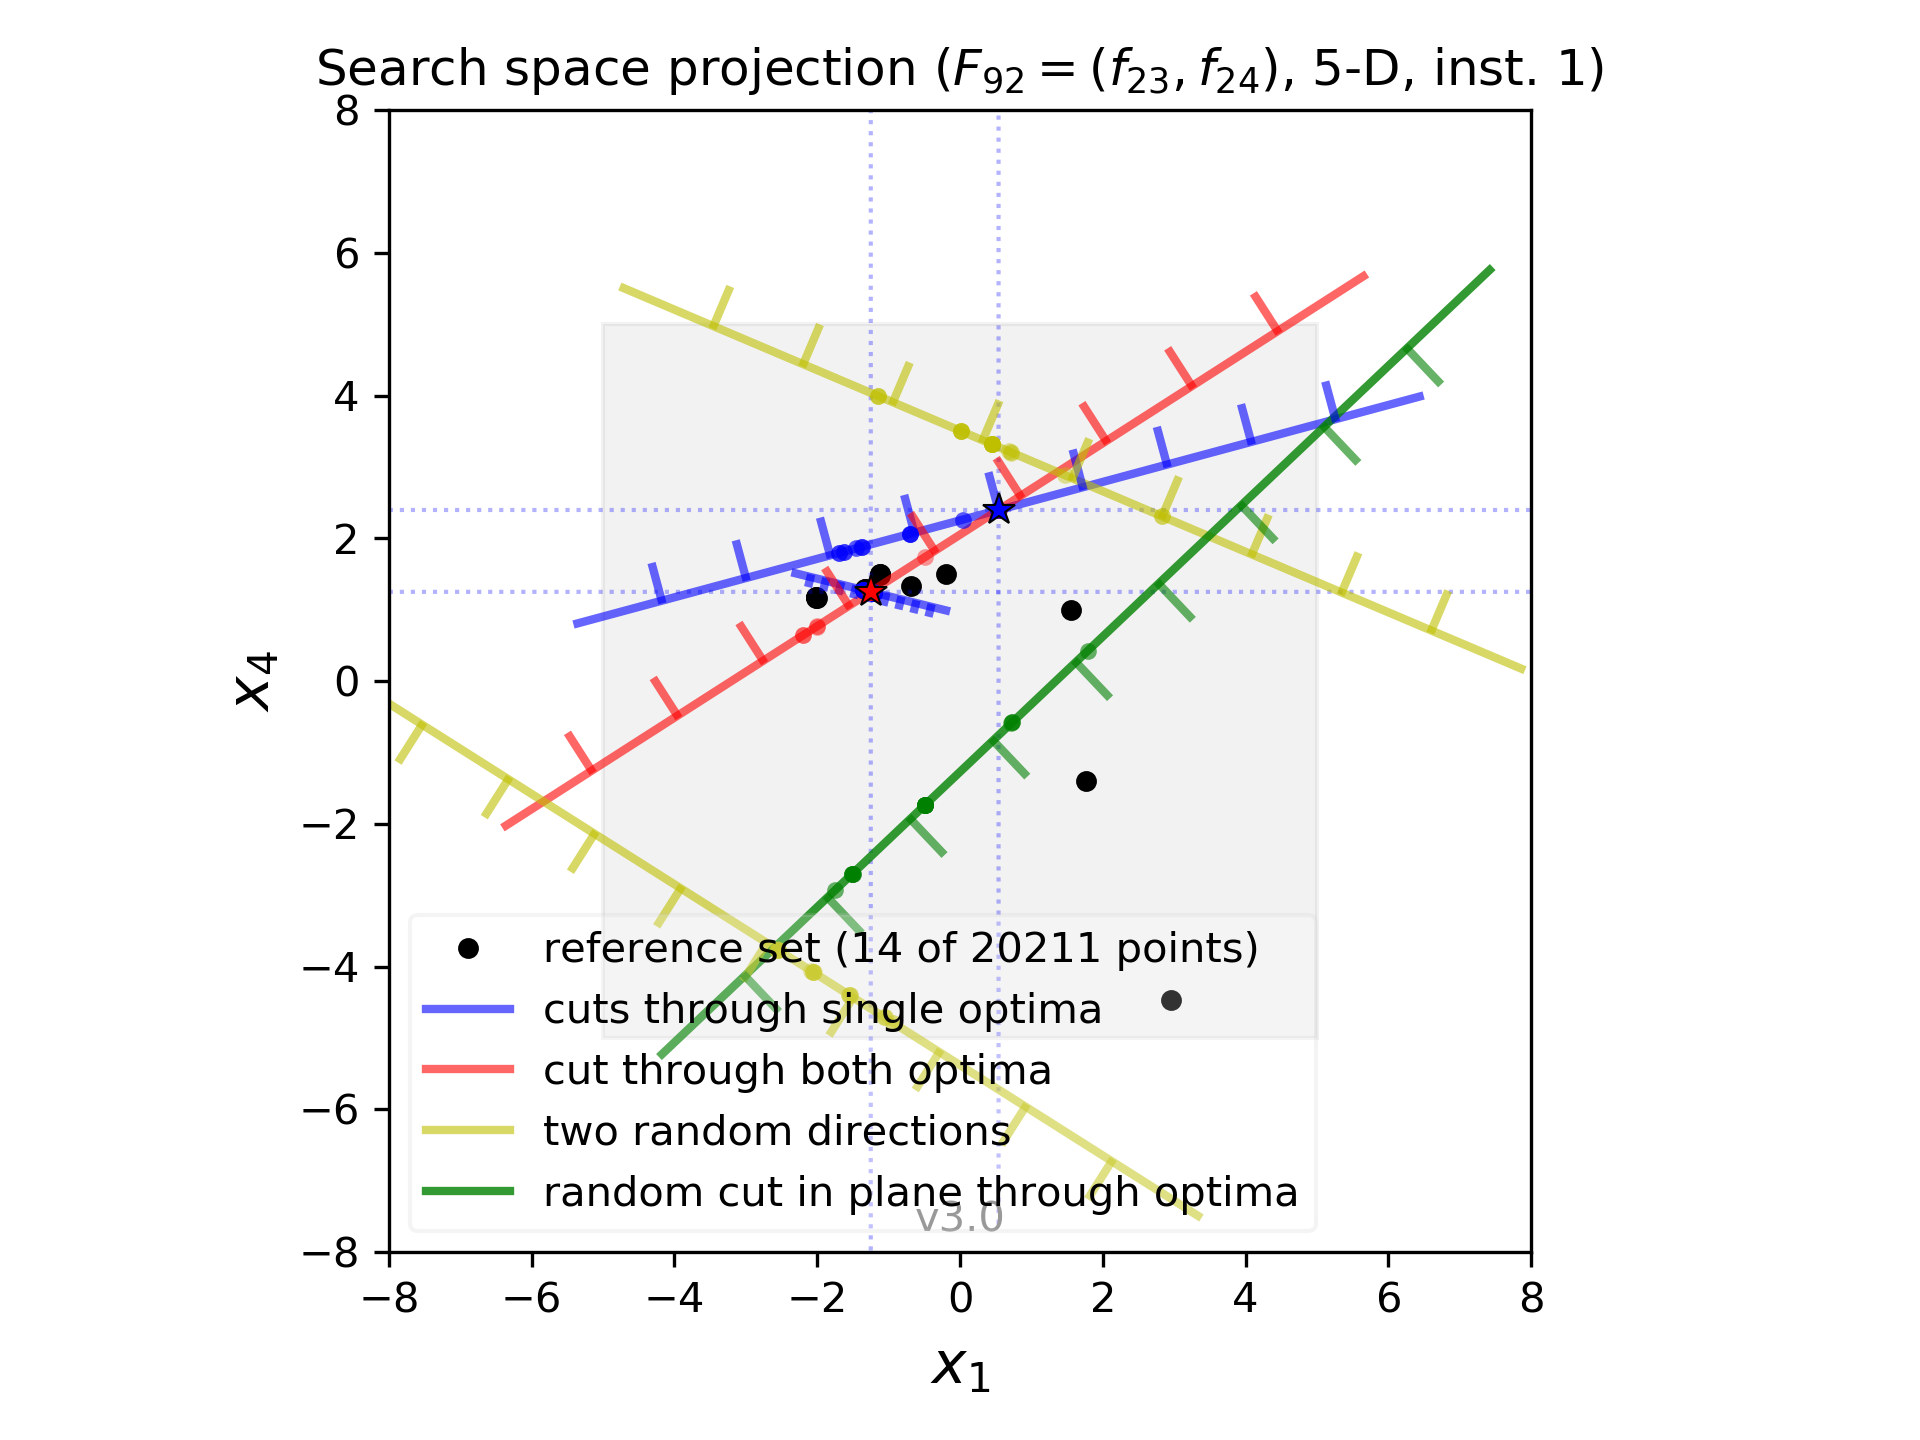 Search space projection (F92 = (f23, f24), 5-D, inst. 1)
8
6
4
2
0
−2
−4
−6
−8
x4
reference set (14 of 20211 points)
cuts through single optima
cut through both optima
two random directions
random cut in plane through optima
v3.0
−8 −6 −4 −2 0 2 4 6 8
x1